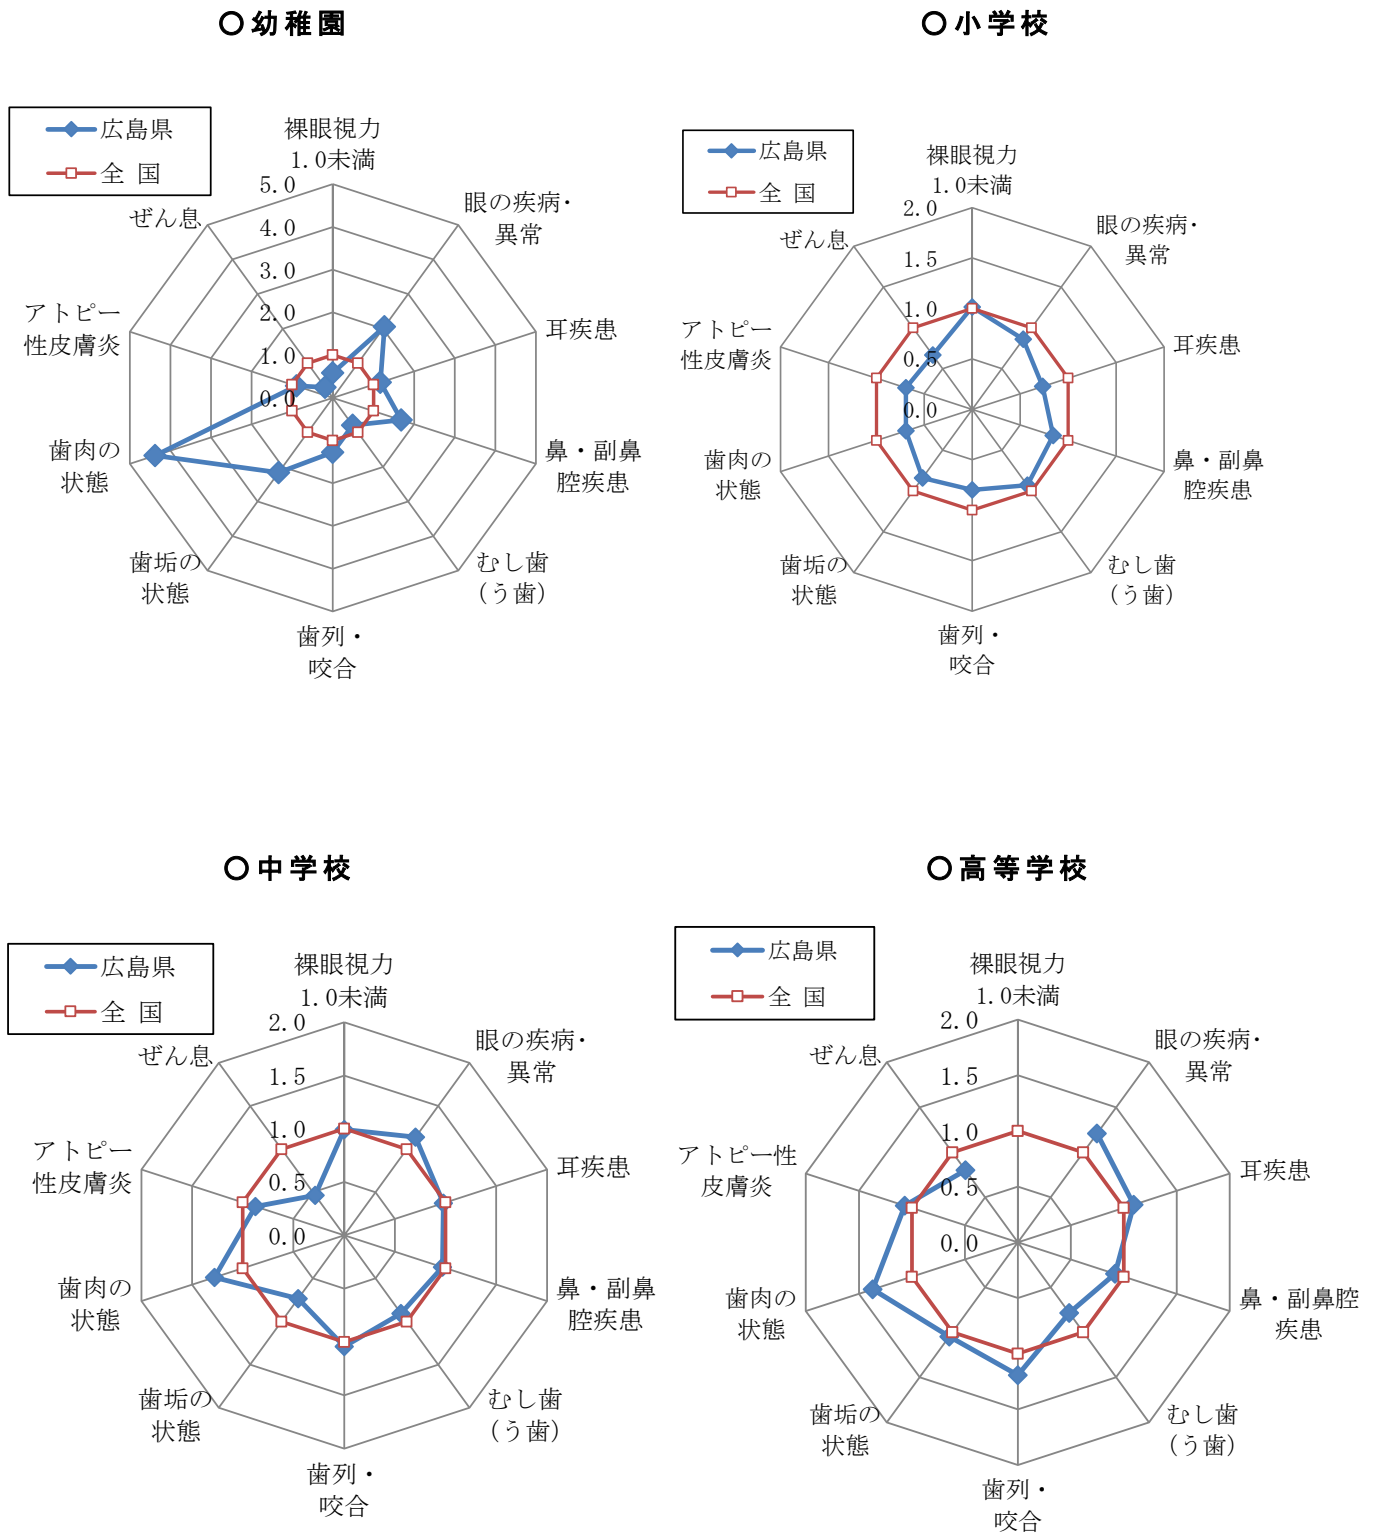 〇幼稚園
広島県
全 国
裸眼視力
1.0未満
眼の疾病・
異常
耳疾患
鼻・副鼻
腔疾患
むし歯
(う歯)
歯列・
咬合
歯垢の
状態
歯肉の
状態
アトピー
性皮膚炎
ぜん息
5.0
4.0
3.0
2.0
1.0
0.0
〇小学校
広島県
全 国
裸眼視力
1.0未満
眼の疾病・
異常
耳疾患
鼻・副鼻
腔疾患
むし歯
(う歯)
歯列・
咬合
歯垢の
状態
歯肉の
状態
アトピー
性皮膚炎
ぜん息
2.0
1.5
1.0
0.5
0.0
〇中学校
広島県
全 国
裸眼視力
1.0未満
眼の疾病・
異常
耳疾患
鼻・副鼻
腔疾患
むし歯
(う歯)
歯列・
咬合
歯垢の
状態
歯肉の
状態
アトピー
性皮膚炎
ぜん息
2.0
1.5
1.0
0.5
0.0
〇高等学校
広島県
全 国
裸眼視力
1.0未満
眼の疾病・
異常
耳疾患
鼻・副鼻腔
疾患
むし歯
(う歯)
歯列・
咬合
歯垢の
状態
歯肉の
状態
アトピー性
皮膚炎
ぜん息
2.0
1.5
1.0
0.5
0.0